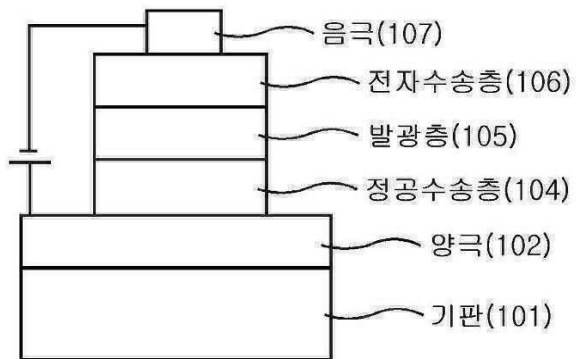 음극(107)
전자수송층(106)
발광층(105)
정공수송층(104)
양극(102)
기판(101)